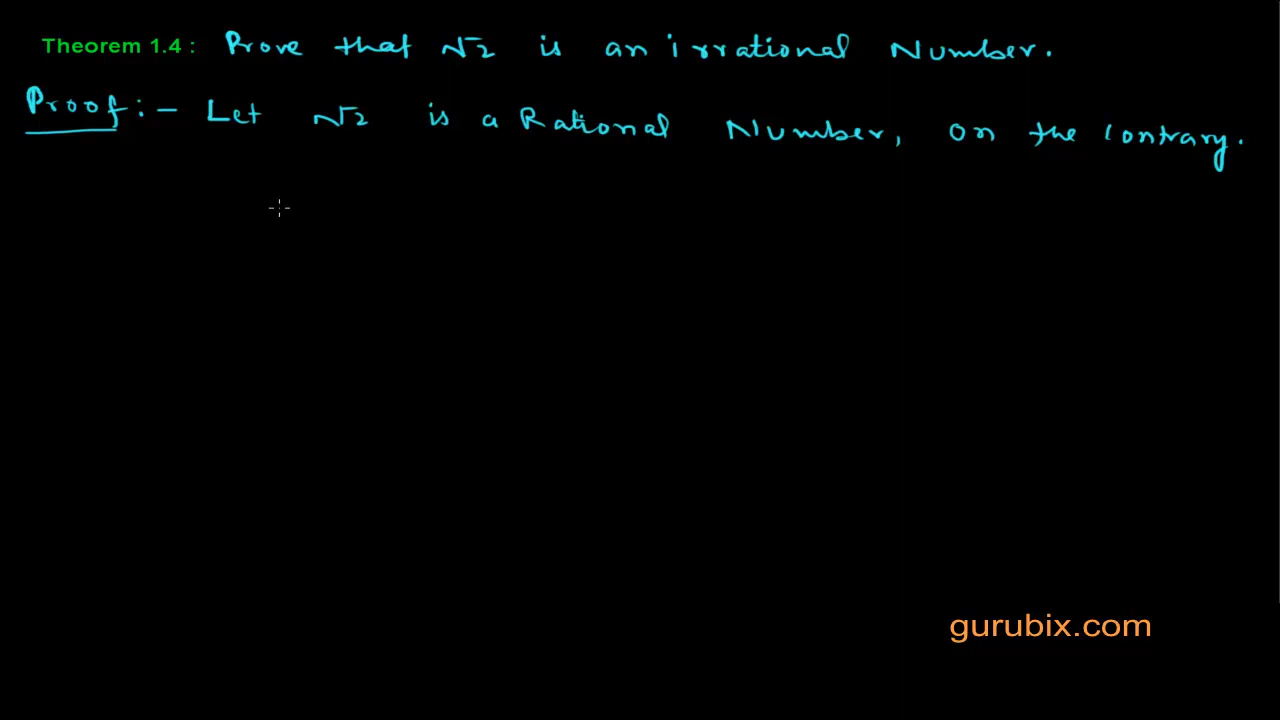 Theorem 1.4 : Prove that √2 is an irrational Number.
Proof :- Let √2 is a Rational Number, on the Contrary.
gurubix.com